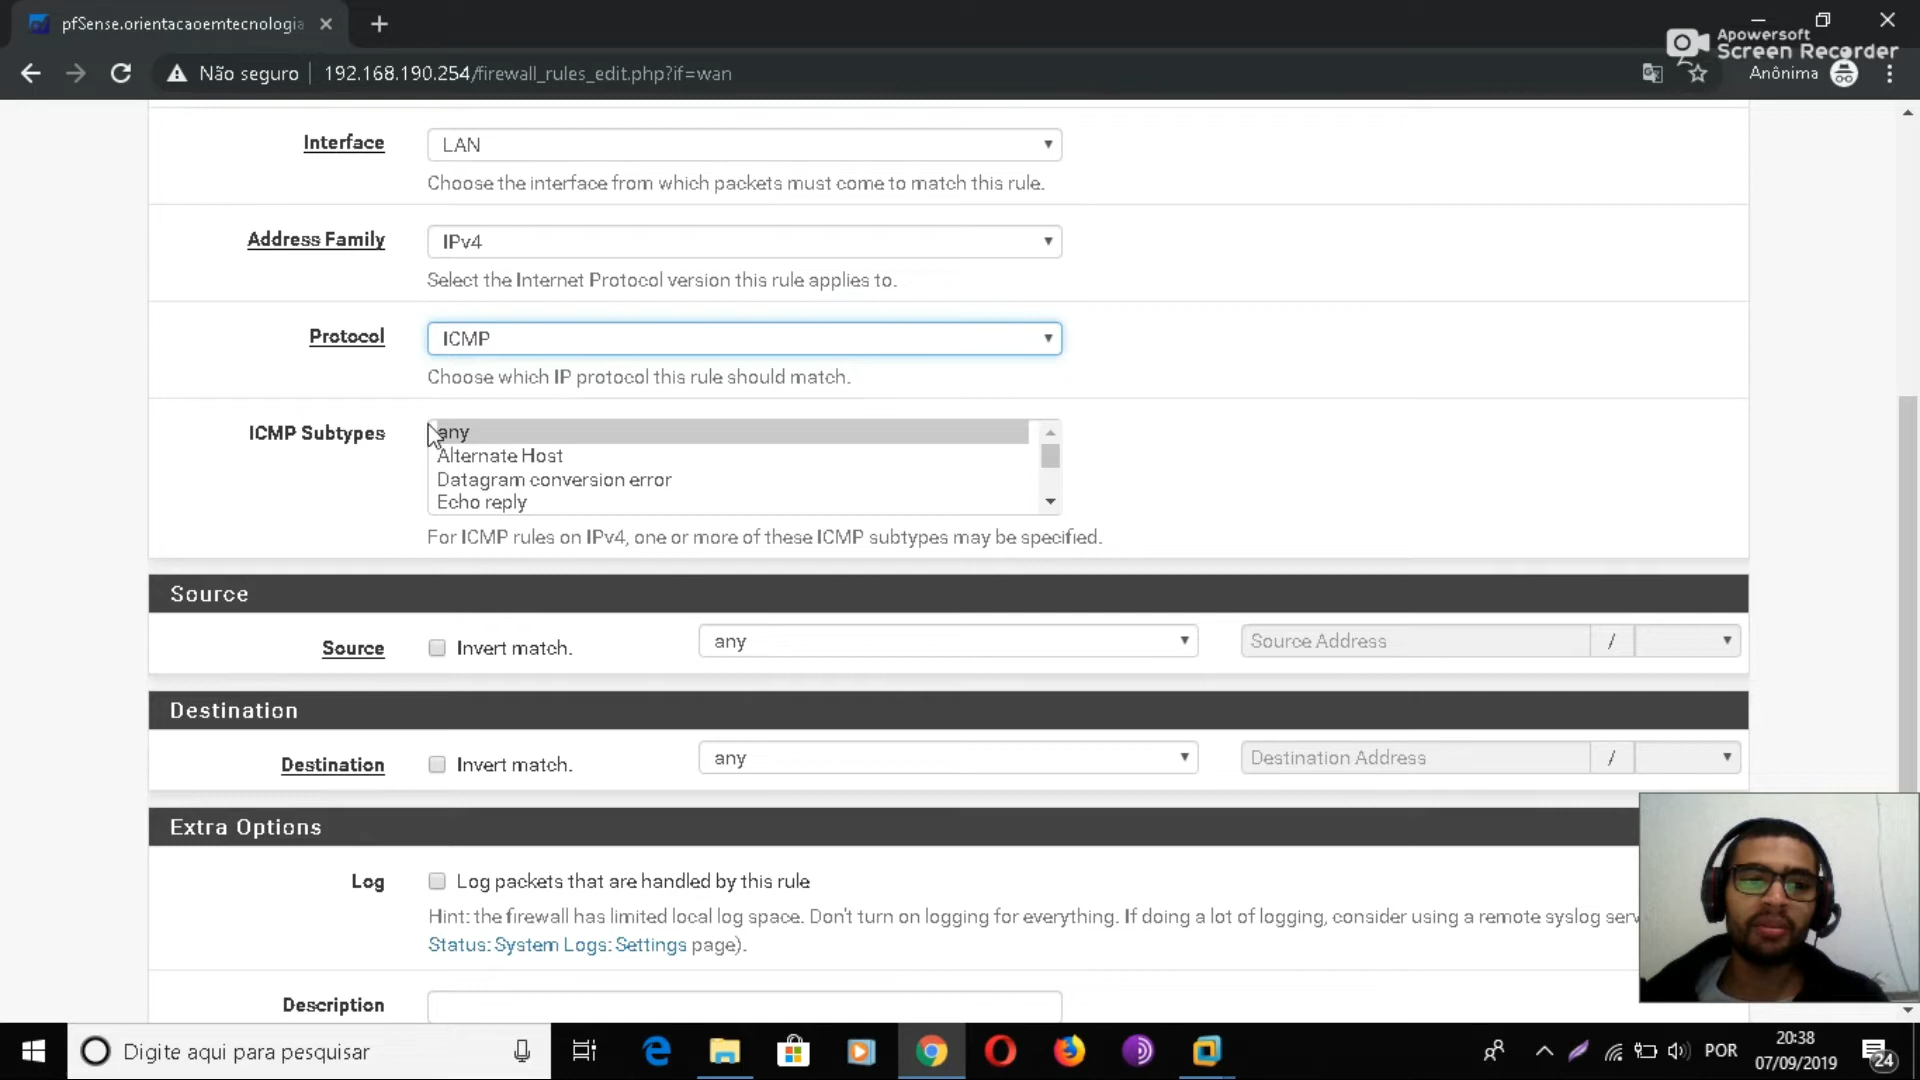 pfSense.orientacaoemtecnologia
Apowersoft
Screen Recorder
Não seguro 192.168.190.254/firewall_rules_edit.php?if=wan Anônima
Interface LAN
Choose the interface from which packets must come to match this rule.
Address Family IPv4
Select the Internet Protocol version this rule applies to.
Protocol ICMP
Choose which IP protocol this rule should match.
ICMP Subtypes any
Alternate Host
Datagram conversion error
Echo reply
For ICMP rules on IPv4, one or more of these ICMP subtypes may be specified.
Source
Source Invert match. any Source Address /
Destination
Destination Invert match. any Destination Address /
Extra Options
Log Log packets that are handled by this rule
Hint: the firewall has limited local log space. Don't turn on logging for everything. If doing a lot of logging, consider using a remote syslog serv
Status: System Logs: Settings page).
Description
Digite aqui para pesquisar POR 20:38
07/09/2019 24